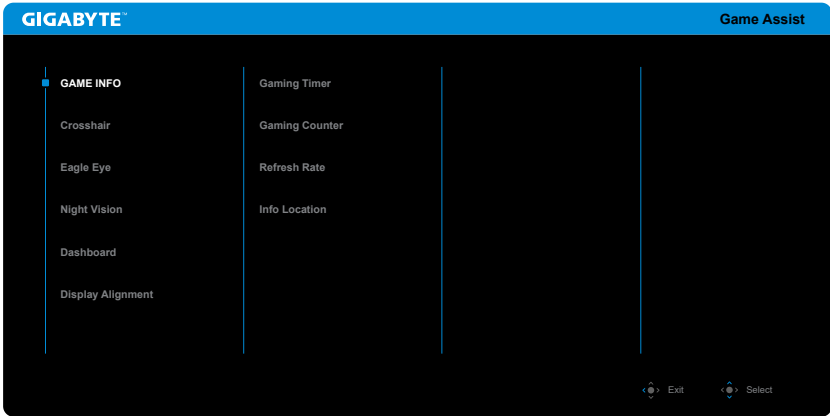 GIGABYTE™
Game Assist
GAME INFO
Crosshair
Eagle Eye
Night Vision
Dashboard
Display Alignment
Gaming Timer
Gaming Counter
Refresh Rate
Info Location
Exit
Select